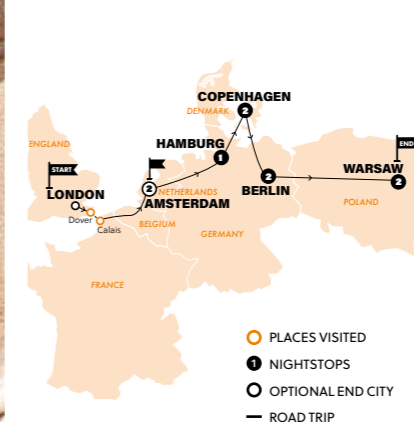 COPENHAGEN
DENMARK
2
ENGLAND
HAMBURG
END
START
1
WARSAW
2
2
2
LONDON
NETHERLANDS
AMSTERDAM
BERLIN
POLAND
Dover
Calais
BELGIUM
GERMANY
FRANCE
PLACES VISITED
1 NIGHTSTOPS
OPTIONAL END CITY
ROAD TRIP